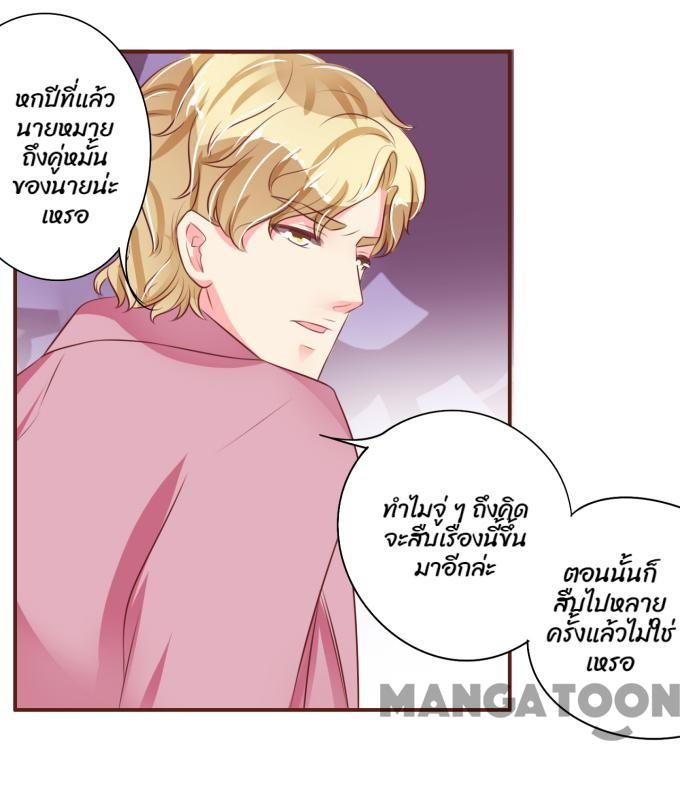 หกปีที่แล้ว
นายหมาย
ถึงคู่หมั้น
ของนายน่ะ
เหรอ
ทำไมจู่ ๆ ถึงคิด
จะสืบเรื่องนี้ขึ้น
มาอีกล่ะ
ตอนนั้นก็
สืบไปหลาย
ครั้งแล้วไม่ใช่
เหรอ
MANGATOON